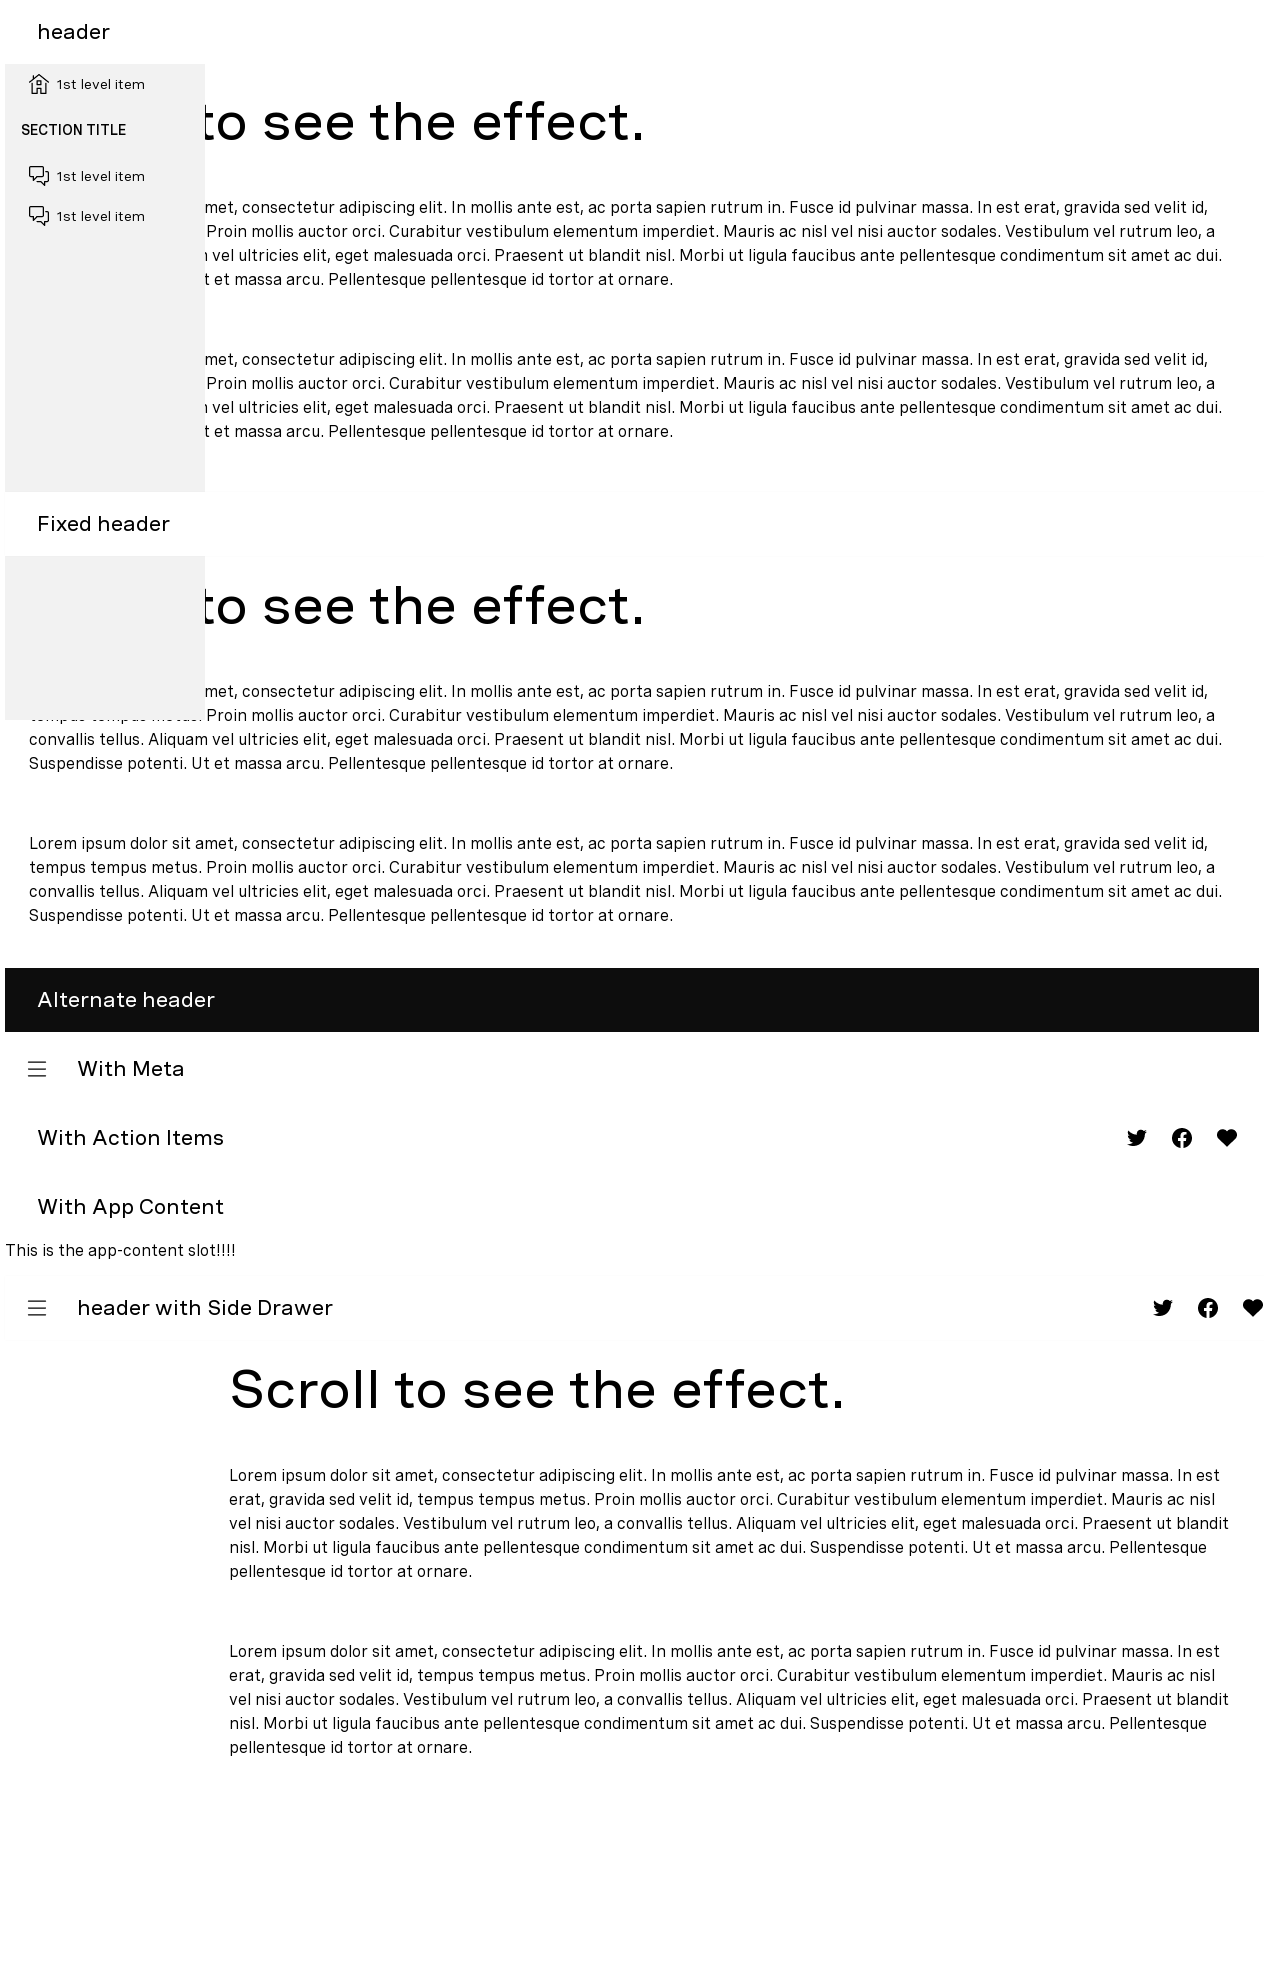 header
1st level item
to see the effect.
SECTION TITLE
1st level item
1st level item
met, consectetur adipiscing elit. In mollis ante est, ac porta sapien rutrum in. Fusce id pulvinar massa. In est erat, gravida sed velit id,
Proin mollis auctor orci. Curabitur vestibulum elementum imperdiet. Mauris ac nisl vel nisi auctor sodales. Vestibulum vel rutrum leo, a
vel ultricies elit, eget malesuada orci. Praesent ut blandit nisl. Morbi ut ligula faucibus ante pellentesque condimentum sit amet ac dui.
t et massa arcu. Pellentesque pellentesque id tortor at ornare.
met, consectetur adipiscing elit. In mollis ante est, ac porta sapien rutrum in. Fusce id pulvinar massa. In est erat, gravida sed velit id,
Proin mollis auctor orci. Curabitur vestibulum elementum imperdiet. Mauris ac nisl vel nisi auctor sodales. Vestibulum vel rutrum leo, a
vel ultricies elit, eget malesuada orci. Praesent ut blandit nisl. Morbi ut ligula faucibus ante pellentesque condimentum sit amet ac dui.
t et massa arcu. Pellentesque pellentesque id tortor at ornare.
Fixed header
to see the effect.
met, consectetur adipiscing elit. In mollis ante est, ac porta sapien rutrum in. Fusce id pulvinar massa. In est erat, gravida sed velit id,
Proin mollis auctor orci. Curabitur vestibulum elementum imperdiet. Mauris ac nisl vel nisi auctor sodales. Vestibulum vel rutrum leo, a
convallis tellus. Aliquam vel ultricies elit, eget malesuada orci. Praesent ut blandit nisl. Morbi ut ligula faucibus ante pellentesque condimentum sit amet ac dui.
Suspendisse potenti. Ut et massa arcu. Pellentesque pellentesque id tortor at ornare.
Lorem ipsum dolor sit amet, consectetur adipiscing elit. In mollis ante est, ac porta sapien rutrum in. Fusce id pulvinar massa. In est erat, gravida sed velit id,
tempus tempus metus. Proin mollis auctor orci. Curabitur vestibulum elementum imperdiet. Mauris ac nisl vel nisi auctor sodales. Vestibulum vel rutrum leo, a
convallis tellus. Aliquam vel ultricies elit, eget malesuada orci. Praesent ut blandit nisl. Morbi ut ligula faucibus ante pellentesque condimentum sit amet ac dui.
Suspendisse potenti. Ut et massa arcu. Pellentesque pellentesque id tortor at ornare.
Alternate header
With Meta
With Action Items
With App Content
This is the app-content slot!!!!
header with Side Drawer
Scroll to see the effect.
Lorem ipsum dolor sit amet, consectetur adipiscing elit. In mollis ante est, ac porta sapien rutrum in. Fusce id pulvinar massa. In est
erat, gravida sed velit id, tempus tempus metus. Proin mollis auctor orci. Curabitur vestibulum elementum imperdiet. Mauris ac nisl
vel nisi auctor sodales. Vestibulum vel rutrum leo, a convallis tellus. Aliquam vel ultricies elit, eget malesuada orci. Praesent ut blandit
nisl. Morbi ut ligula faucibus ante pellentesque condimentum sit amet ac dui. Suspendisse potenti. Ut et massa arcu. Pellentesque
pellentesque id tortor at ornare.
Lorem ipsum dolor sit amet, consectetur adipiscing elit. In mollis ante est, ac porta sapien rutrum in. Fusce id pulvinar massa. In est
erat, gravida sed velit id, tempus tempus metus. Proin mollis auctor orci. Curabitur vestibulum elementum imperdiet. Mauris ac nisl
vel nisi auctor sodales. Vestibulum vel rutrum leo, a convallis tellus. Aliquam vel ultricies elit, eget malesuada orci. Praesent ut blandit
nisl. Morbi ut ligula faucibus ante pellentesque condimentum sit amet ac dui. Suspendisse potenti. Ut et massa arcu. Pellentesque
pellentesque id tortor at ornare.